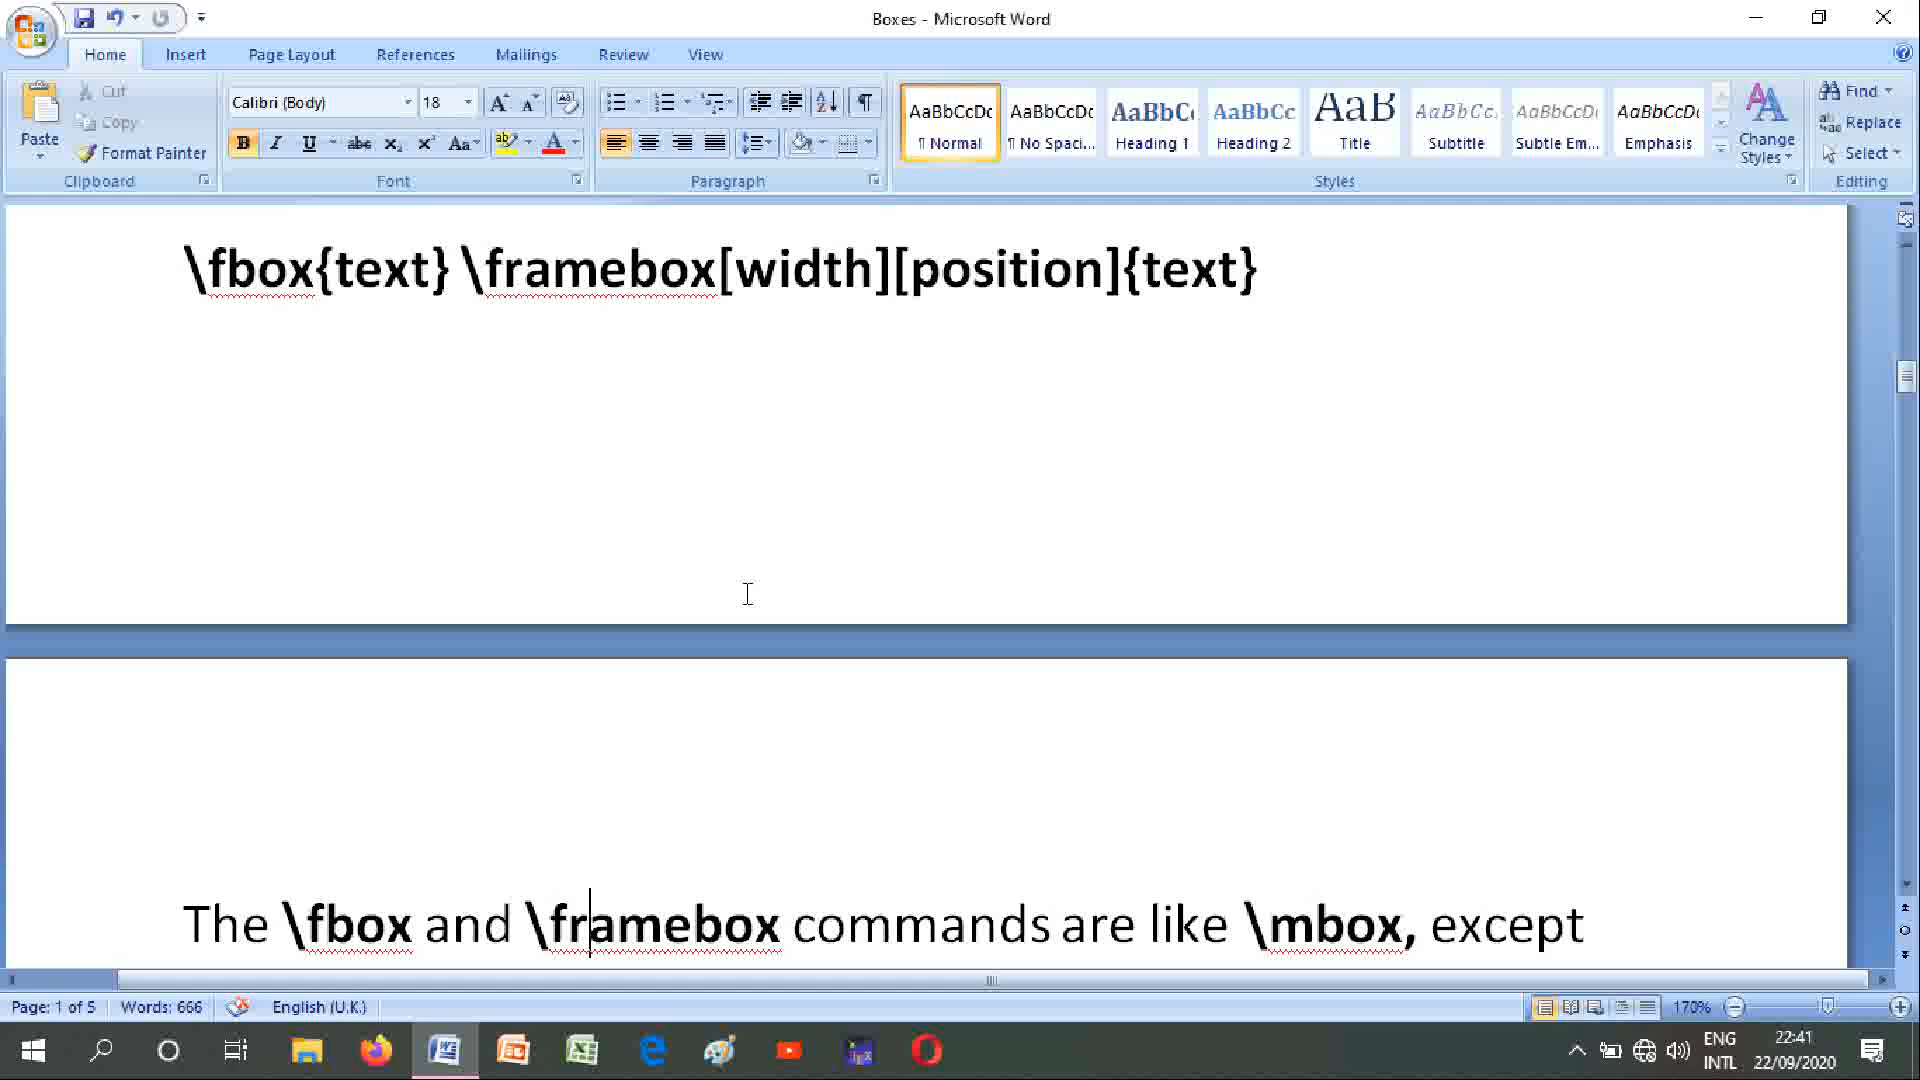 Boxes - Microsoft Word
Home Insert Page Layout References Mailings Review View
Paste
Cut
Copy
Format Painter
Clipboard
Calibri (Body) 18
Font
Paragraph
AaBbCcDc AaBbCcDc AaBbC AaBbCc AaB AaBbCc. AaBbCcDi AaBbCcDi
¶ Normal ¶ No Spaci... Heading 1 Heading 2 Title Subtitle Subtle Em... Emphasis
Change Styles
Styles
Find
Replace
Select
Editing
\fbox{text} \framebox[width][position]{text}
The \fbox and \framebox commands are like \mbox, except
Page: 1 of 5 Words: 666 English (U.K.) 170%
ENG 22:41
INTL 22/09/2020